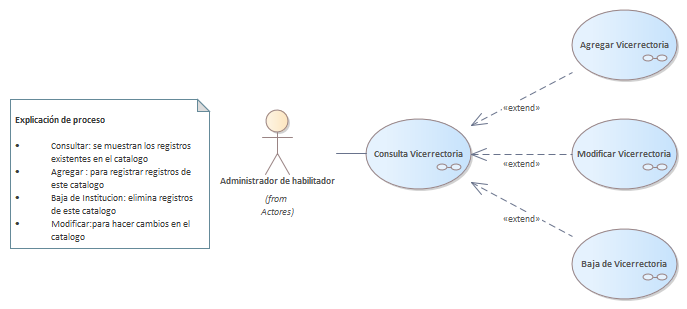 Explicación de proceso
• Consultar: se muestran los registros
existentes en el catalogo
• Agregar : para registrar registros de
este catalogo
• Baja de Institucion: elimina registros
de este catalogo
• Modificar:para hacer cambios en el
catalogo
Administrador de habilitador
(from
Actores)
Consulta Vicerrectoria
«extend»
«extend»
«extend»
Agregar Vicerrectoria
Modificar Vicerrectoria
Baja de Vicerrectoria